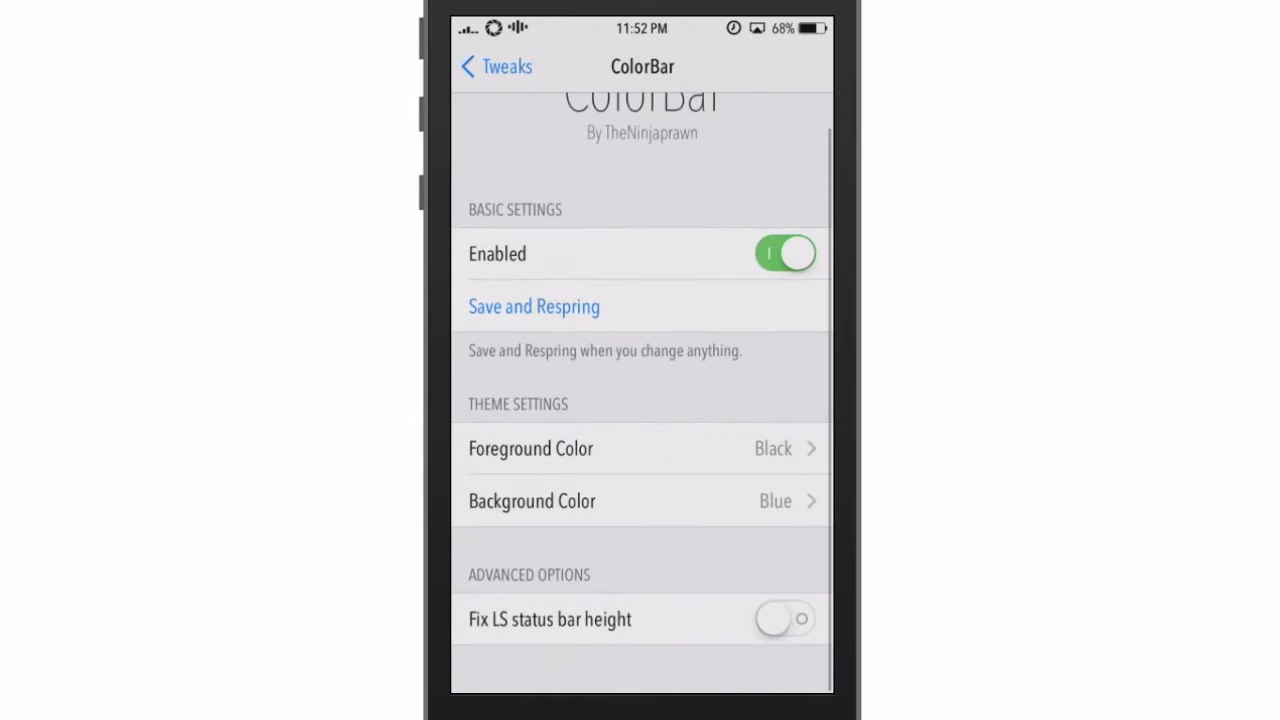 11:52 PM 68%
Tweaks ColorBar
ColorBar
By TheNinjaprawn
BASIC SETTINGS
Enabled
Save and Respring
Save and Respring when you change anything.
THEME SETTINGS
Foreground Color Black
Background Color Blue
ADVANCED OPTIONS
Fix LS status bar height